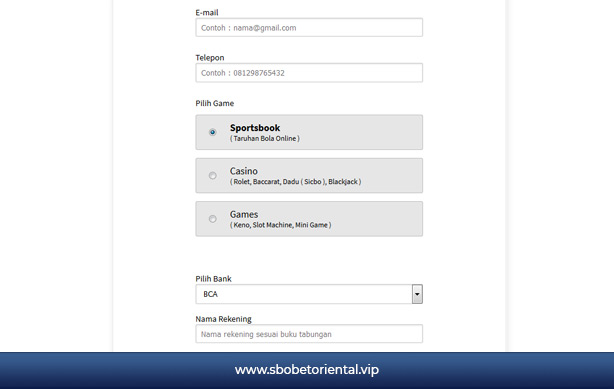 E-mail
Contoh : nama@gmail.com
Telepon
Contoh : 081298765432
Pilih Game
Sportsbook
( Taruhan Bola Online )
Casino
( Rolet, Baccarat, Dadu ( Sicbo ), Blackjack )
Games
( Keno, Slot Machine, Mini Game )
Pilih Bank
BCA
Nama Rekening
Nama rekening sesuai buku tabungan
www.sbobetoriental.vip